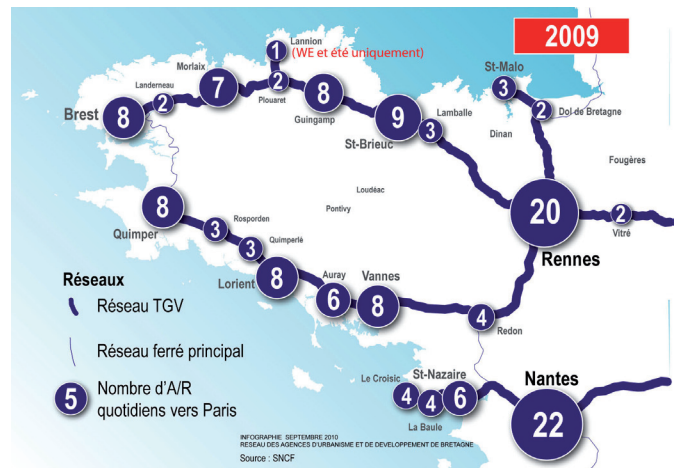 2009
Lannion
1
(WE et été uniquement)
Morlaix
7
Landerneau
2
2
Plouaret
8
Guingamp
Brest
8
9
St-Brieuc
Lamballe
3
St-Malo
3
2
Dol de Bretagne
Dinan
Fougères
Loudéac
Pontivy
20
Rennes
2
Vitré
8
Quimper
Rosporden
3
Quimperlé
3
Lorient
8
Auray
6
Vannes
8
4
Redon
Réseaux
Réseau TGV
Réseau ferré principal
5
Nombre d'A/R
quotidiens vers Paris
Le Croisic
4
4
La Baule
St-Nazaire
6
Nantes
22
INFOGRAPHIE SEPTEMBRE 2010
RESEAU DES AGENCES D'URBANISME ET DE DEVELOPPEMENT DE BRETAGNE
Source : SNCF